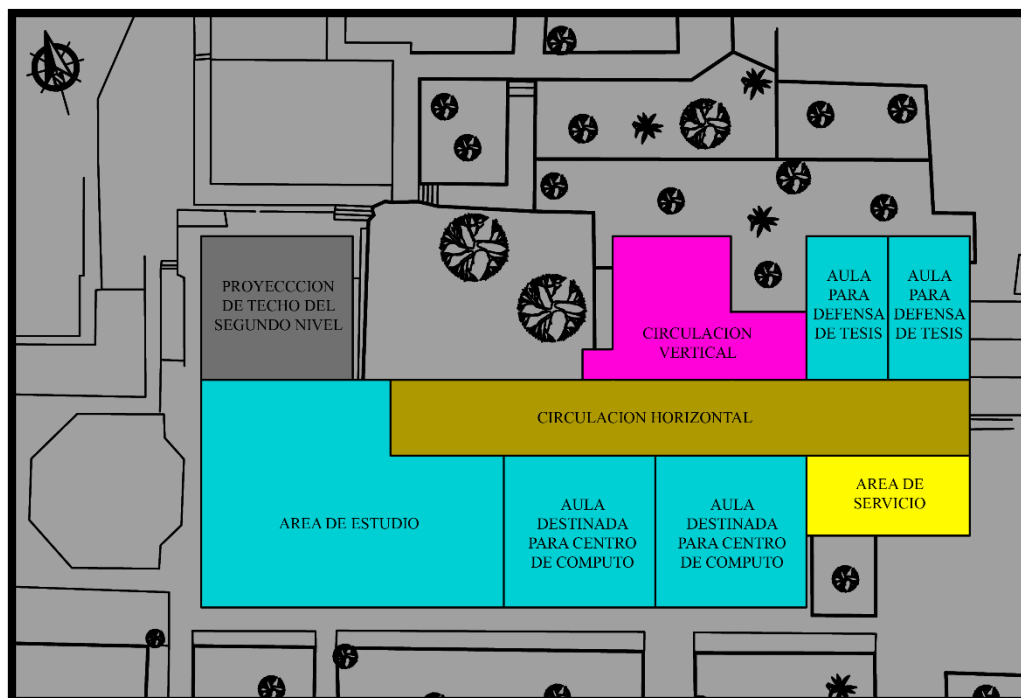 PROYECCCION
DE TECHO DEL
SEGUNDO NIVEL
CIRCULACION
VERTICAL
AULA
PARA
DEFENSA
DE TESIS
AULA
PARA
DEFENSA
DE TESIS
CIRCULACION HORIZONTAL
AREA DE ESTUDIO
AULA
DESTINADA
PARA CENTRO
DE COMPUTO
AULA
DESTINADA
PARA CENTRO
DE COMPUTO
AREA DE
SERVICIO